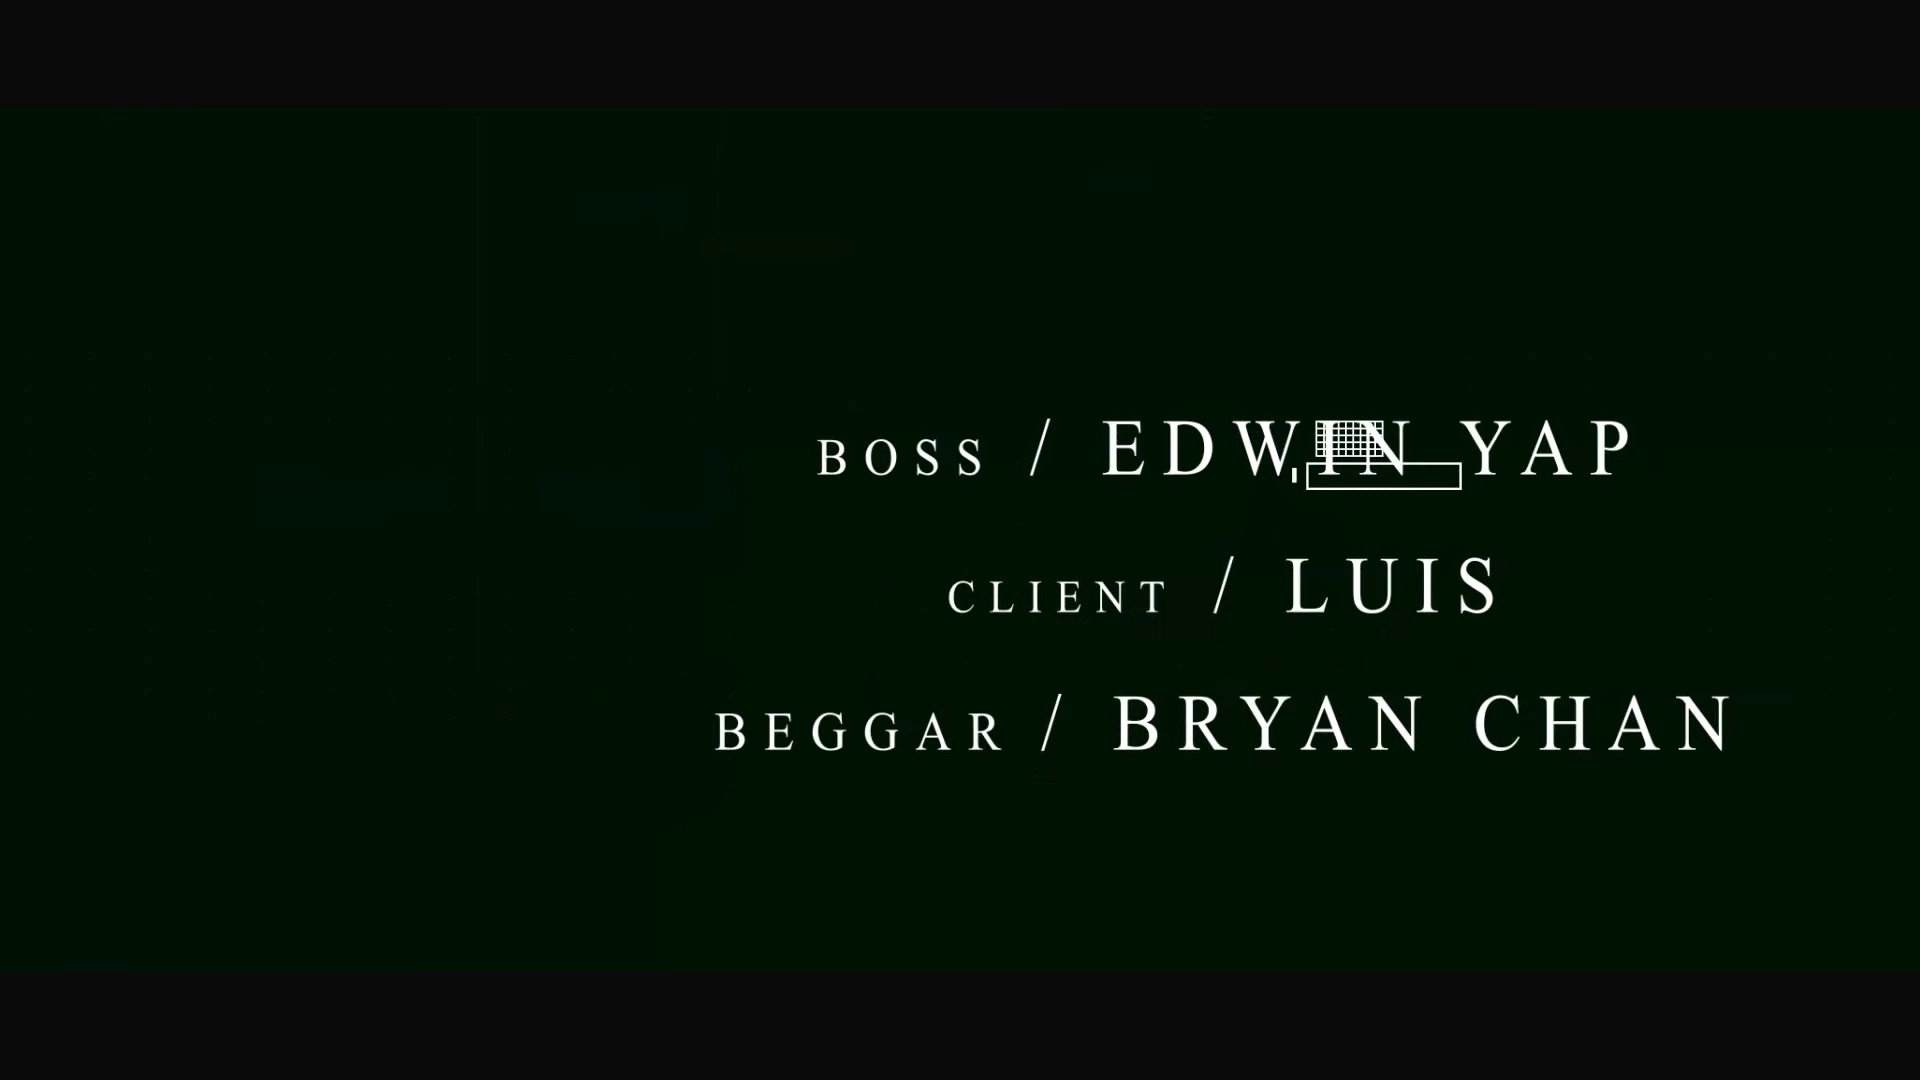 BOSS / EDWIN YAP
CLIENT / LUIS
BEGGAR / BRYAN CHAN